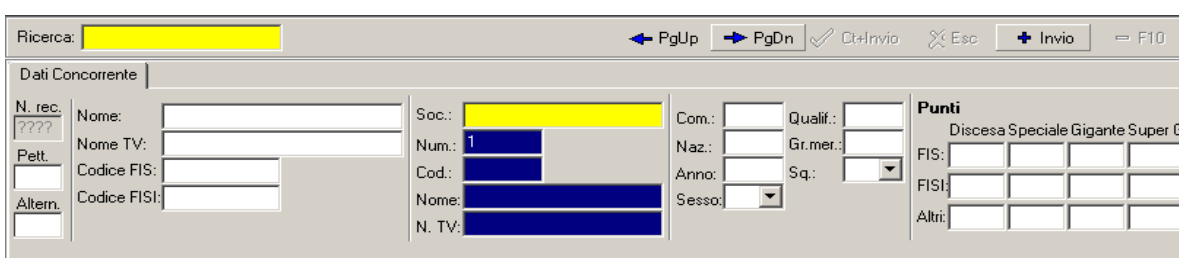 Ricerca: PgUp PgDn Ct+Invio Esc Invio F10
Dati Concorrente
N. rec.
????
Pett.
Altern.
Nome:
Nome TV:
Codice FIS:
Codice FISI:
Soc.:
Num.: 1
Cod.:
Nome:
N. TV:
Com.:
Naz.:
Anno:
Sesso:
Qualif.:
Gr.mer.:
Sq.:
Punti
Discesa Speciale Gigante Super G
FIS:
FISI:
Altri: